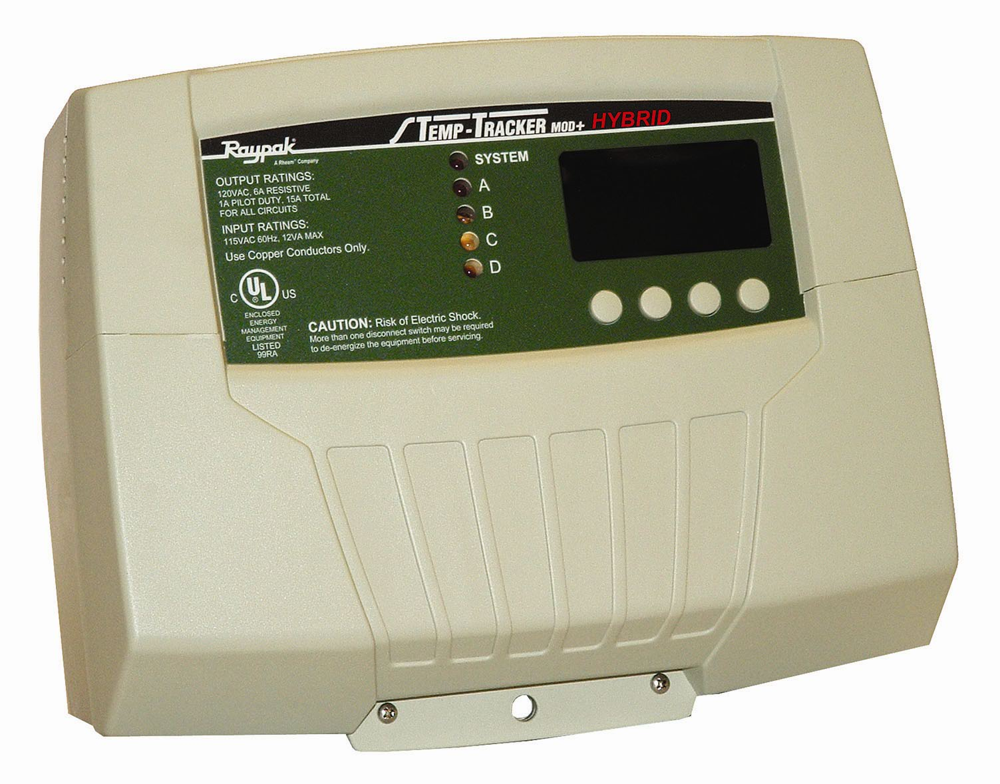 TEMP-TRACKER MOD+ HYBRID
Raypak®
A Rheem™ Company
OUTPUT RATINGS:
120VAC, 6A RESISTIVE
1A PILOT DUTY, 15A TOTAL
FOR ALL CIRCUITS
INPUT RATINGS:
115VAC 60Hz, 12VA MAX
Use Copper Conductors Only.
C UL ® US
ENCLOSED
ENERGY
MANAGEMENT
EQUIPMENT
LISTED
99RA
SYSTEM
A
B
C
D
CAUTION: Risk of Electric Shock.
More than one disconnect switch may be required
to de-energize the equipment before servicing.